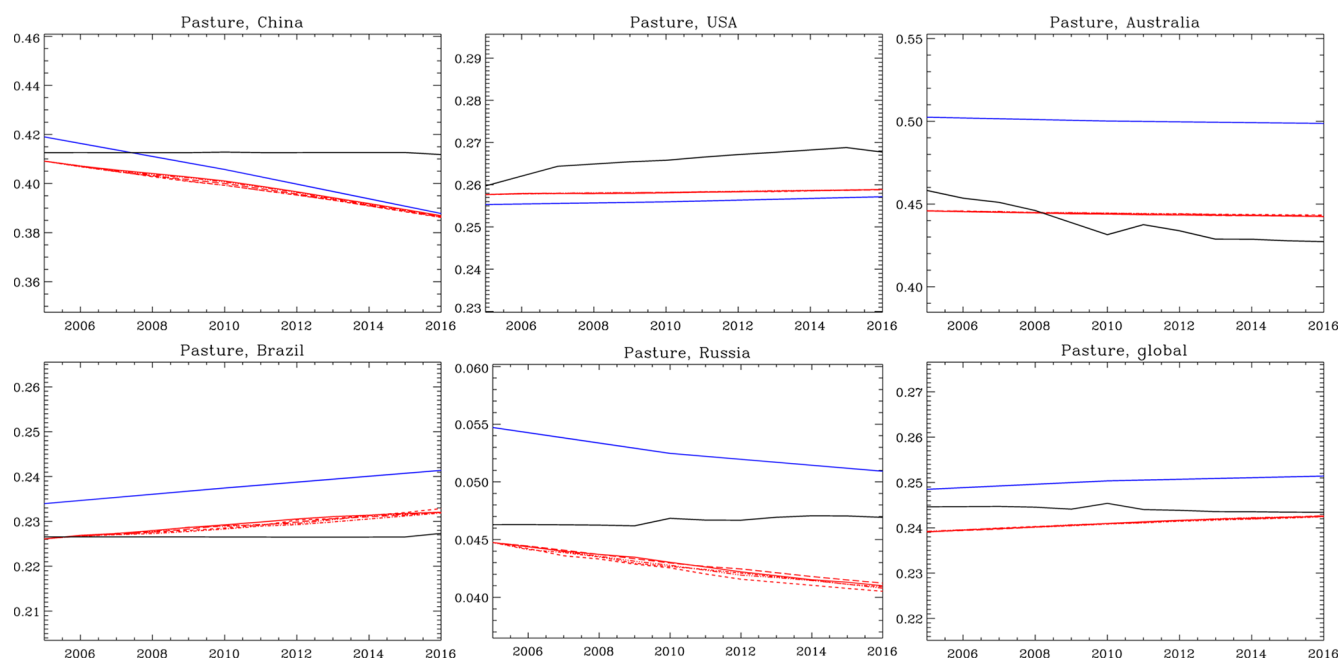 Pasture, China
0.46
0.44
0.42
0.40
0.38
0.36
2006 2008 2010 2012 2014 2016
Pasture, USA
0.29
0.28
0.27
0.26
0.25
0.24
0.23
2006 2008 2010 2012 2014 2016
Pasture, Australia
0.55
0.50
0.45
0.40
2006 2008 2010 2012 2014 2016
Pasture, Brazil
0.26
0.25
0.24
0.23
0.22
0.21
2006 2008 2010 2012 2014 2016
Pasture, Russia
0.060
0.055
0.050
0.045
0.040
2006 2008 2010 2012 2014 2016
Pasture, global
0.27
0.26
0.25
0.24
0.23
0.22
2006 2008 2010 2012 2014 2016